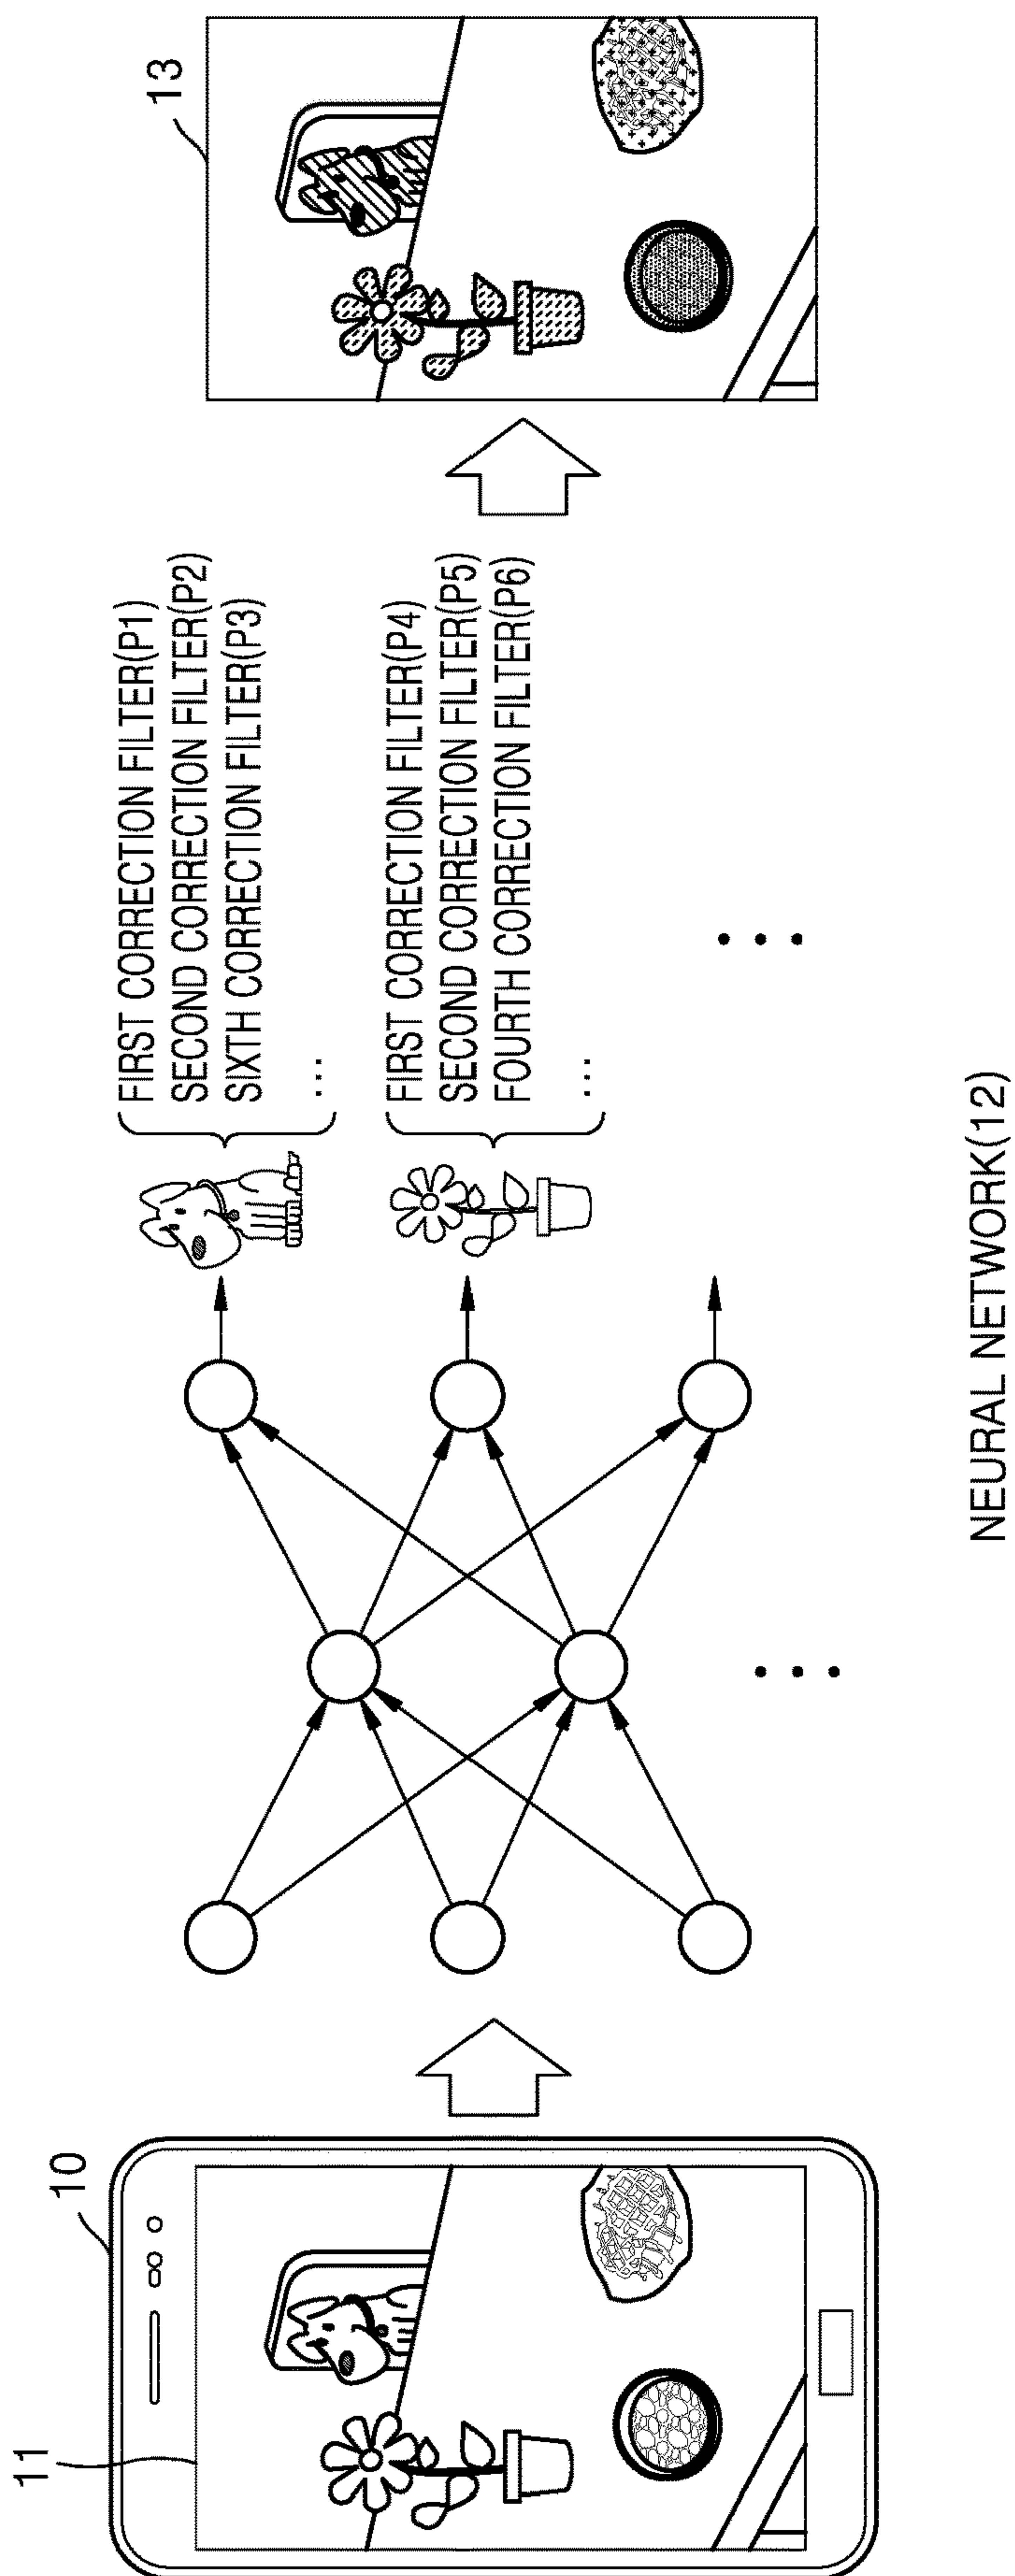 10
11
FIRST CORRECTION FILTER(P1)
SECOND CORRECTION FILTER(P2)
SIXTH CORRECTION FILTER(P3)
...
FIRST CORRECTION FILTER(P4)
SECOND CORRECTION FILTER(P5)
FOURTH CORRECTION FILTER(P6)
...
...
...
NEURAL NETWORK(12)
13